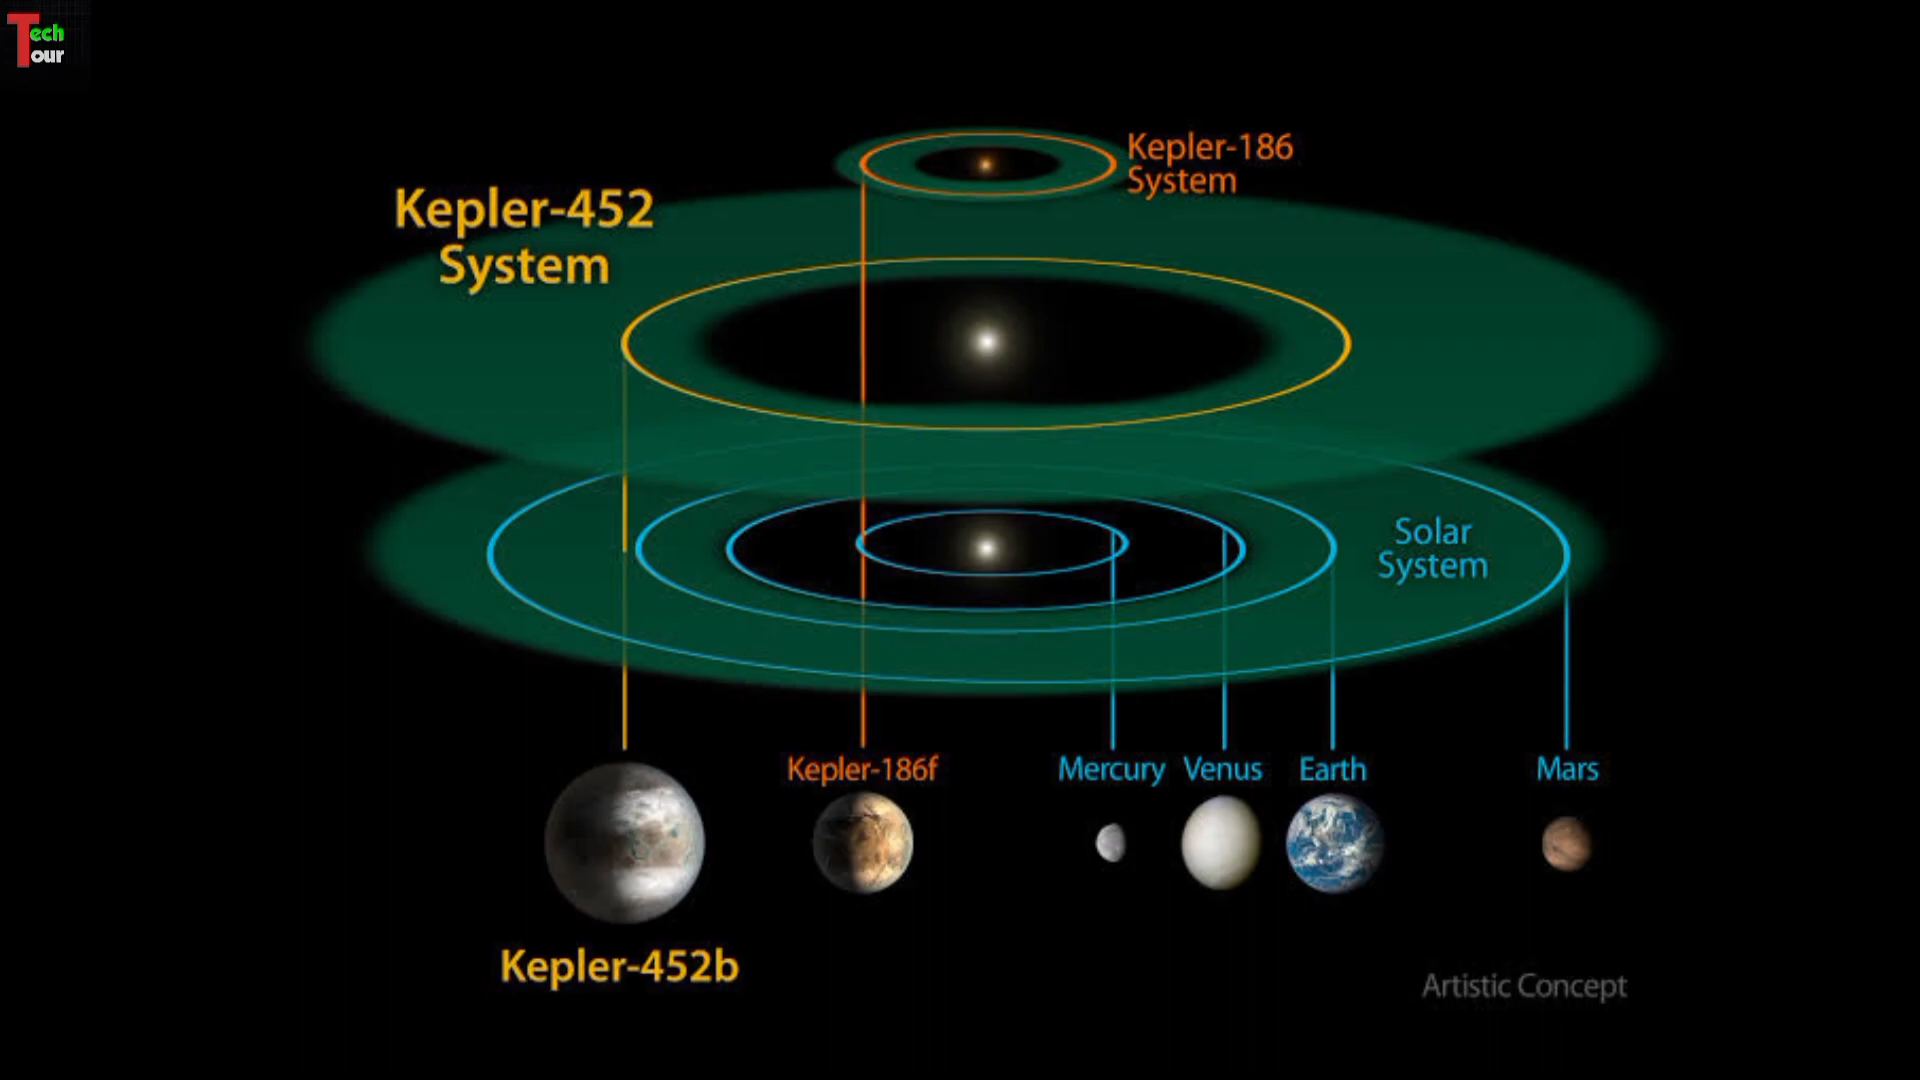 Tech
Tour
Kepler-186
System
Kepler-452
System
Solar
System
Kepler-186f
Mercury
Venus
Earth
Mars
Kepler-452b
Artistic Concept